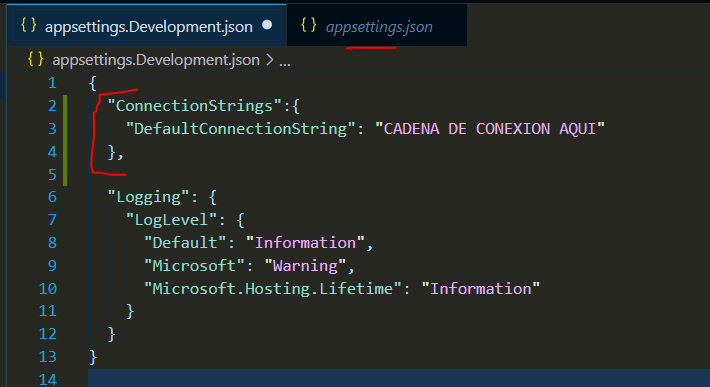 {} appsettings.Development.json ● {} appsettings.json
{} appsettings.Development.json > ...
1 {
2 "ConnectionStrings":{
3 "DefaultConnectionString": "CADENA DE CONEXION AQUI"
4 },
5
6 "Logging": {
7 "LogLevel": {
8 "Default": "Information",
9 "Microsoft": "Warning",
10 "Microsoft.Hosting.Lifetime": "Information"
11 }
12 }
13 }
14